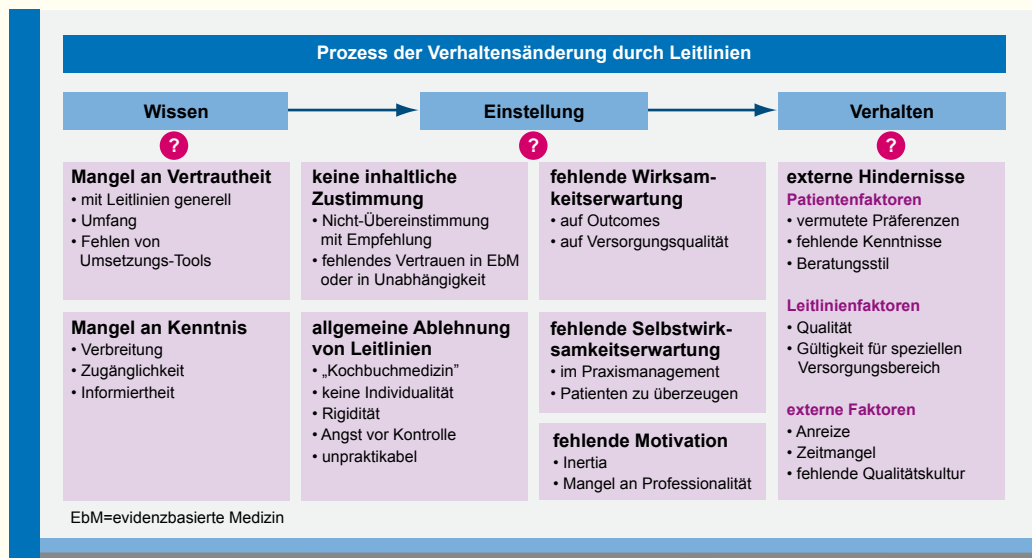 Prozess der Verhaltensänderung durch Leitlinien
Wissen
Einstellung
Verhalten
?
?
?
Mangel an Vertrautheit
• mit Leitlinien generell
• Umfang
• Fehlen von
Umsetzungs-Tools
Mangel an Kenntnis
• Verbreitung
• Zugänglichkeit
• Informiertheit
keine inhaltliche
Zustimmung
• Nicht-Übereinstimmung
mit Empfehlung
• fehlendes Vertrauen in EbM
oder in Unabhängigkeit
allgemeine Ablehnung
von Leitlinien
• „Kochbuchmedizin”
• keine Individualität
• Rigidität
• Angst vor Kontrolle
• unpraktikabel
fehlende Wirksam-
keitserwartung
• auf Outcomes
• auf Versorgungsqualität
fehlende Selbstwirk-
samkeitserwartung
• im Praxismanagement
• Patienten zu überzeugen
fehlende Motivation
• Inertia
• Mangel an Professionalität
externe Hindernisse
Patientenfaktoren
• vermutete Präferenzen
• fehlende Kenntnisse
• Beratungsstil
Leitlinienfaktoren
• Qualität
• Gültigkeit für speziellen
Versorgungsbereich
externe Faktoren
• Anreize
• Zeitmangel
• fehlende Qualitätskultur
EbM=evidenzbasierte Medizin